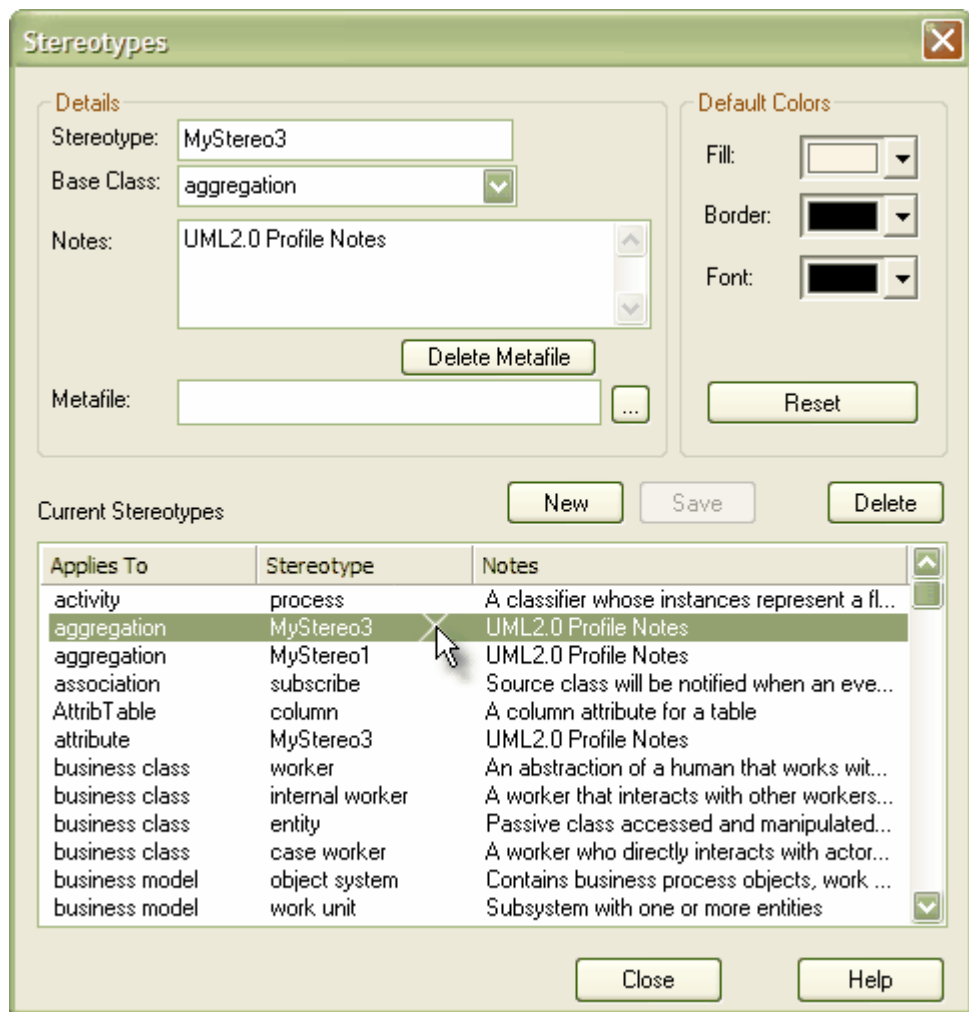 Stereotypes
Details
Stereotype: MyStereo3
Base Class: aggregation
Notes: UML2.0 Profile Notes
Delete Metafile
Metafile: ...
Default Colors
Fill:
Border:
Font:
Reset
Current Stereotypes New Save Delete
Applies To Stereotype Notes
activity process A classifier whose instances represent a fl...
aggregation MyStereo3 UML2.0 Profile Notes
aggregation MyStereo1 UML2.0 Profile Notes
association subscribe Source class will be notified when an eve...
AttribTable column A column attribute for a table
attribute MyStereo3 UML2.0 Profile Notes
business class worker An abstraction of a human that works wit...
business class internal worker A worker that interacts with other workers...
business class entity Passive class accessed and manipulated...
business class case worker A worker who directly interacts with actor...
business model object system Contains business process objects, work ...
business model work unit Subsystem with one or more entities
Close Help